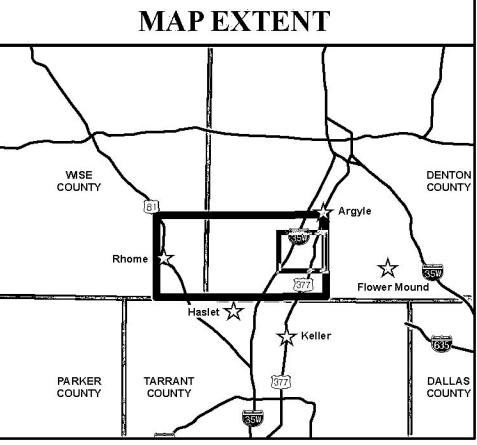 MAP EXTENT
WISE
COUNTY
DENTON
COUNTY
81
Argyle
35W
Rhome
35W
377
Flower Mound
Haslet
Keller
635
PARKER
COUNTY
TARRANT
COUNTY
377
DALLAS
COUNTY
35W